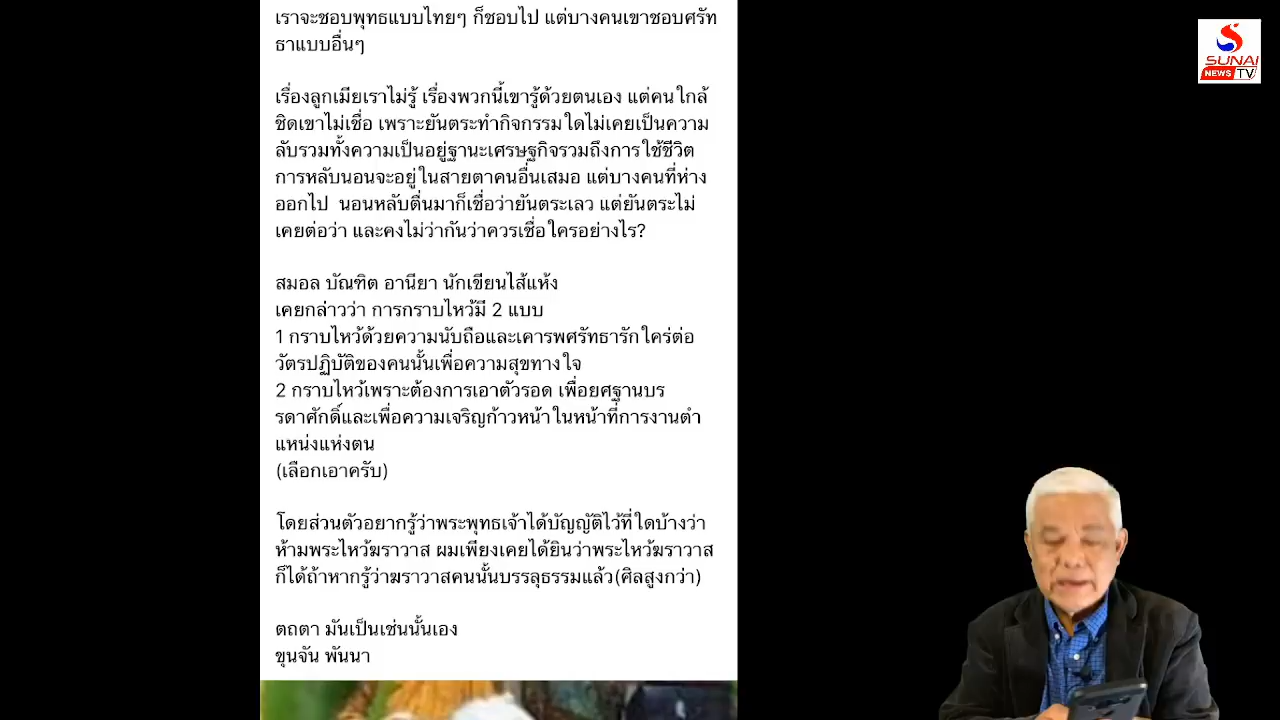 เราจะชอบพุทธแบบไทยๆ ก็ชอบไป แต่บางคนเขาชอบศรัท
ธาแบบอื่นๆ
เรื่องลูกเมียเราไม่รู้ เรื่องพวกนี้เขารู้ด้วยตนเอง แต่คนใกล้
ชิดเขาไม่เชื่อ เพราะยันตระทำกิจกรรมใดไม่เคยเป็นความ
ลับรวมทั้งความเป็นอยู่ฐานะเศรษฐกิจรวมถึงการใช้ชีวิต
การหลับนอนจะอยู่ในสายตาคนอื่นเสมอ แต่บางคนที่ห่าง
ออกไป นอนหลับตื่นมาก็เชื่อว่ายันตระเลว แต่ยันตระไม่
เคยต่อว่า และคงไม่ว่ากันว่าควรเชื่อใครอย่างไร?
สมอล บัณฑิต อานียา นักเขียนไส้แห้ง
เคยกล่าวว่า การกราบไหว้มี 2 แบบ
1 กราบไหว้ด้วยความนับถือและเคารพศรัทธารักใคร่ต่อ
วัตรปฏิบัติของคนนั้นเพื่อความสุขทางใจ
2 กราบไหว้เพราะต้องการเอาตัวรอด เพื่อยศฐานบร
รดาศักดิ์และเพื่อความเจริญก้าวหน้าในหน้าที่การงานตำ
แหน่งแห่งตน
(เลือกเอาครับ)
โดยส่วนตัวอยากรู้ว่าพระพุทธเจ้าได้บัญญัติไว้ที่ใดบ้างว่า
ห้ามพระไหว้ฆราวาส ผมเพียงเคยได้ยินว่าพระไหว้ฆราวาส
ก็ได้ถ้าหากรู้ว่าฆราวาสคนนั้นบรรลุธรรมแล้ว(ศิลสูงกว่า)
ตถตา มันเป็นเช่นนั้นเอง
ขุนจัน พันนา
SUNAI
NEWS TV